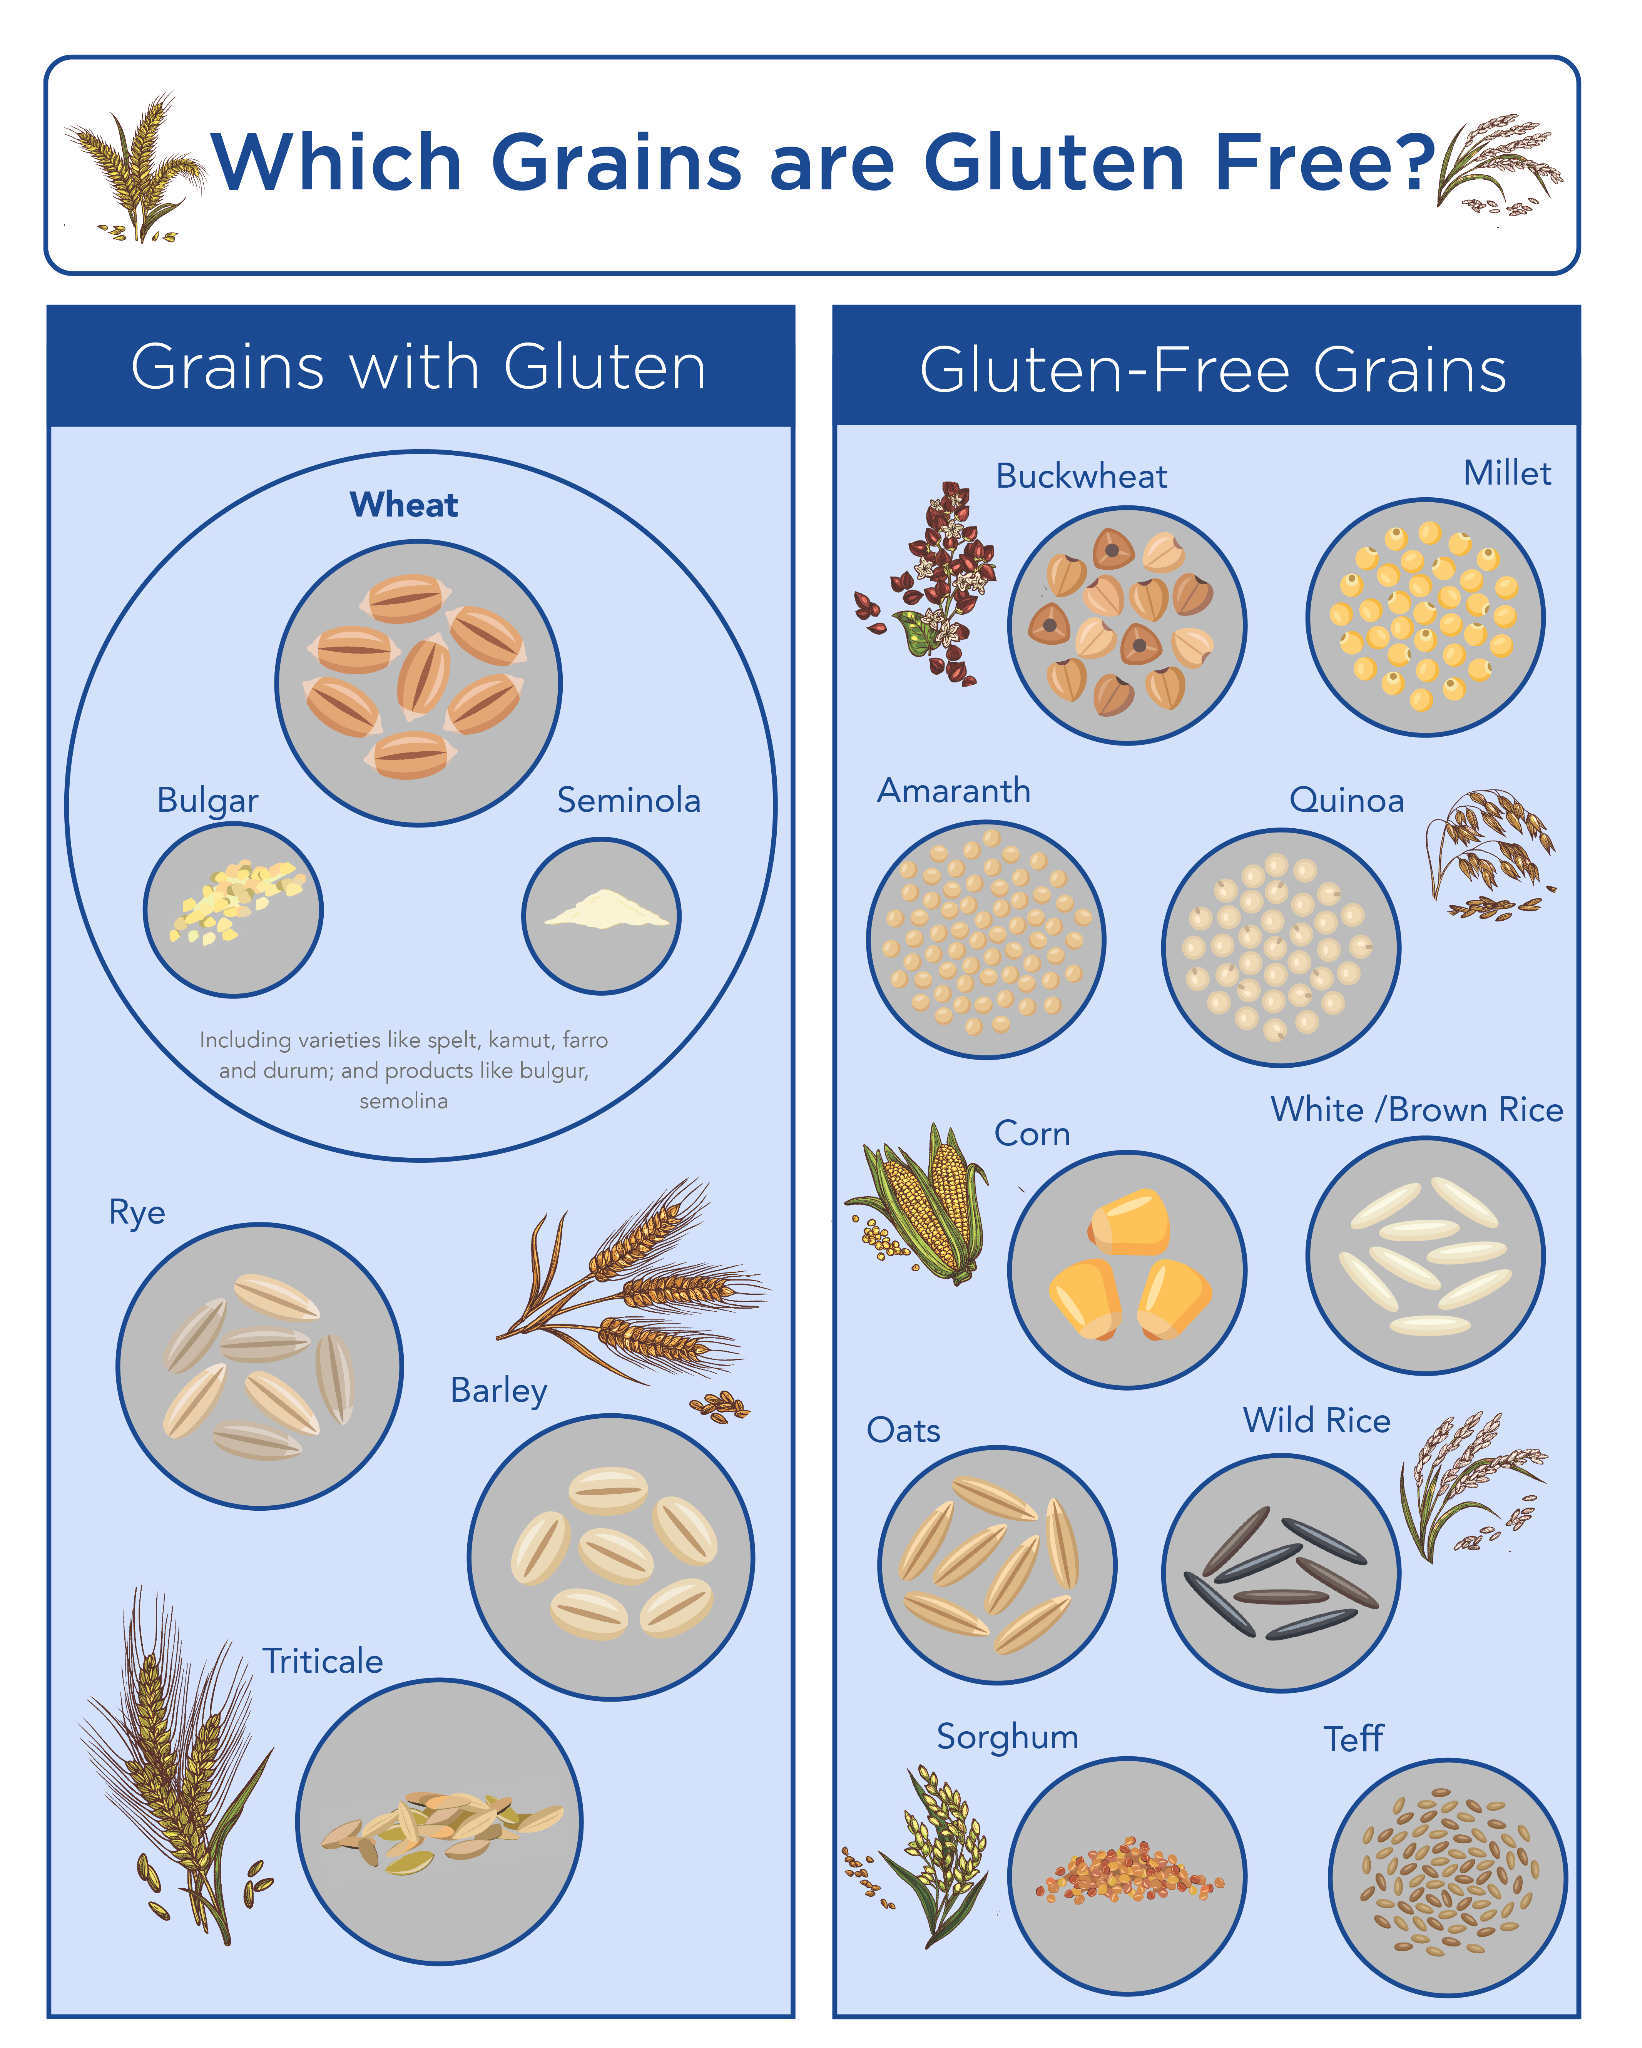 Which Grains are Gluten Free?
Grains with Gluten
Wheat
Bulgar
Seminola
Including varieties like spelt, kamut, farro
and durum; and products like bulgur,
semolina
Rye
Barley
Triticale
Gluten-Free Grains
Buckwheat
Millet
Amaranth
Quinoa
Corn
White /Brown Rice
Oats
Wild Rice
Sorghum
Teff